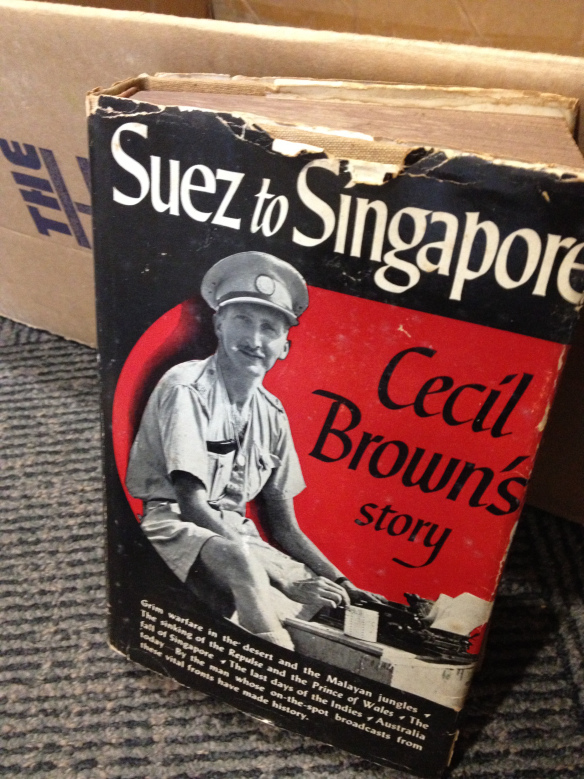 Suez to Singapore
Cecil
Brown's
story
Grim warfare in the desert and the Malayan jungles ✓
The sinking of the Repulse and the Prince of Wales ✓ The
fall of Singapore ✓ The last days of the Indies ✓ Australia
today ✓ By the man whose on-the-spot broadcasts from
these vital fronts have made history.
THE